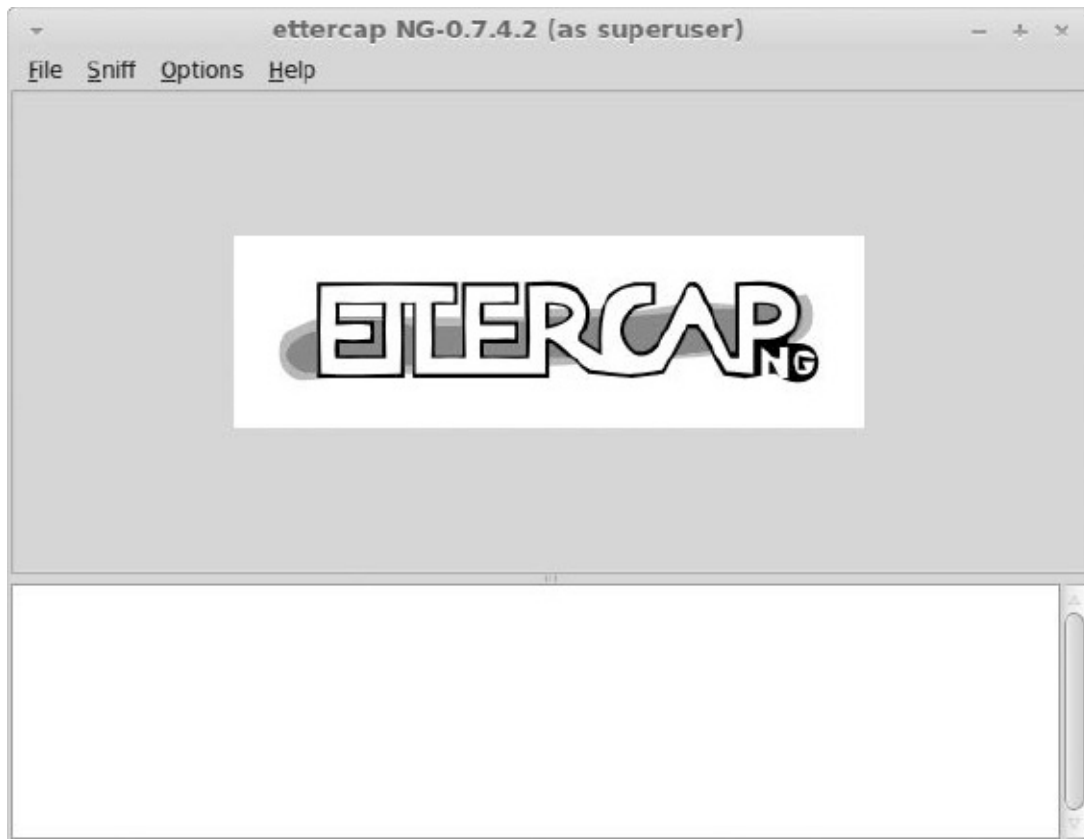 ettercap NG-0.7.4.2 (as superuser)
File Sniff Options Help
ETTERCAP
NG